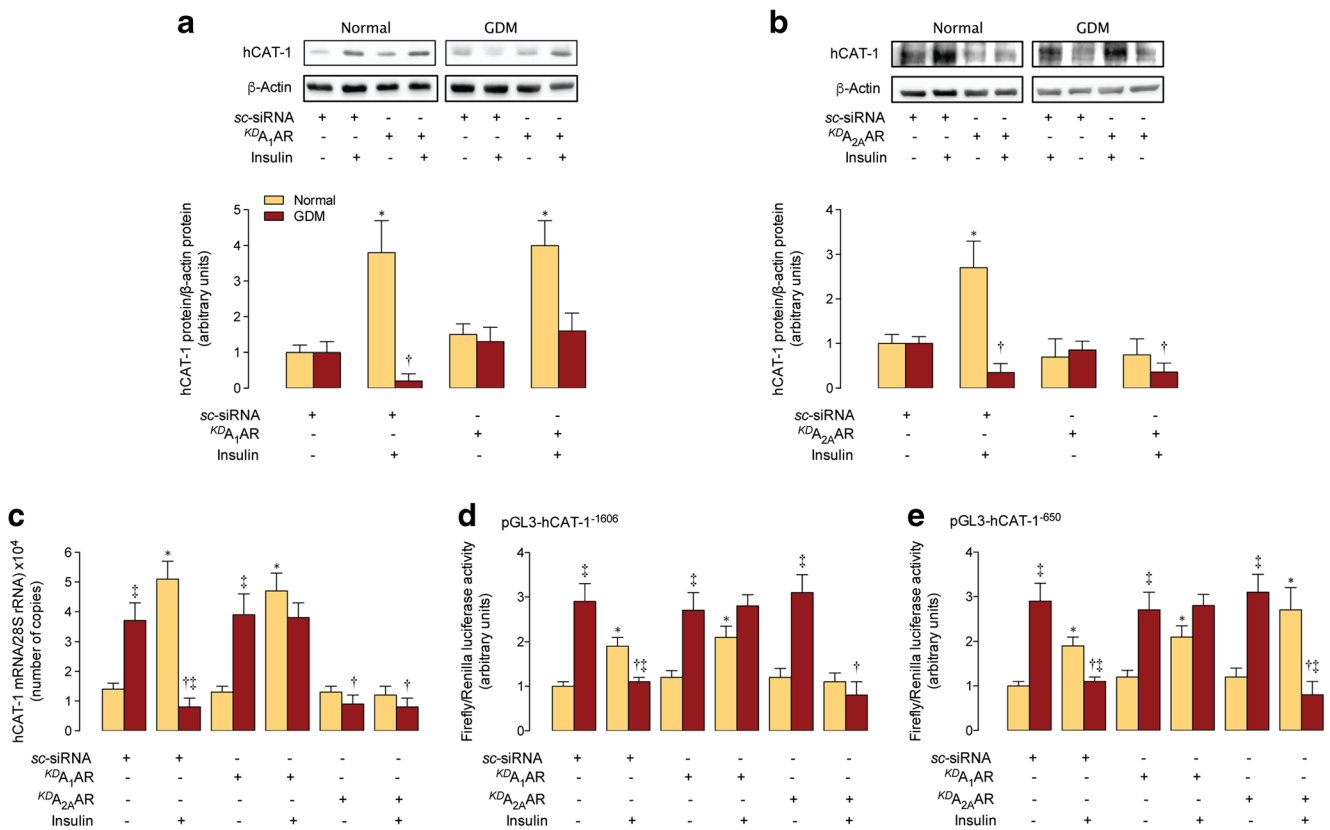 a
Normal GDM
hCAT-1
β-Actin
sc-siRNA + + - - + + - -
KDA1AR - - + + - - + +
Insulin - + - + - + - +
Normal
GDM
hCAT-1 protein/β-actin protein
(arbitrary units)
5
4
3
2
1
0
*
†
*
sc-siRNA + + - -
KDA1AR - - + +
Insulin - + - +
b
Normal GDM
hCAT-1
β-Actin
sc-siRNA + + - - + + - -
KDA2AAR - - + + - - + +
Insulin - + - + + - + -
hCAT-1 protein/β-actin protein
(arbitrary units)
4
3
2
1
0
*
†
†
sc-siRNA + + - -
KDA2AAR - - + +
Insulin - + - +
c
hCAT-1 mRNA/28S rRNA) x10⁴
(number of copies)
6
5
4
3
2
1
0
‡
*
†‡
‡
*
†
†
sc-siRNA + + - - - -
KDA1AR - - + + - -
KDA2AAR - - - - + +
Insulin - + - + - +
d
pGL3-hCAT-1⁻¹⁶⁰⁶
Firefly/Renilla luciferase activity
(arbitrary units)
4
3
2
1
0
‡
*
†‡
‡
*
‡
†
sc-siRNA + + - - - -
KDA1AR - - + + - -
KDA2AAR - - - - + +
Insulin - + - + - +
e
pGL3-hCAT-1⁻⁶⁵⁰
Firefly/Renilla luciferase activity
(arbitrary units)
4
3
2
1
0
‡
*
†‡
‡
*
‡
*
†‡
sc-siRNA + + - - - -
KDA1AR - - + + - -
KDA2AAR - - - - + +
Insulin - + - + - +